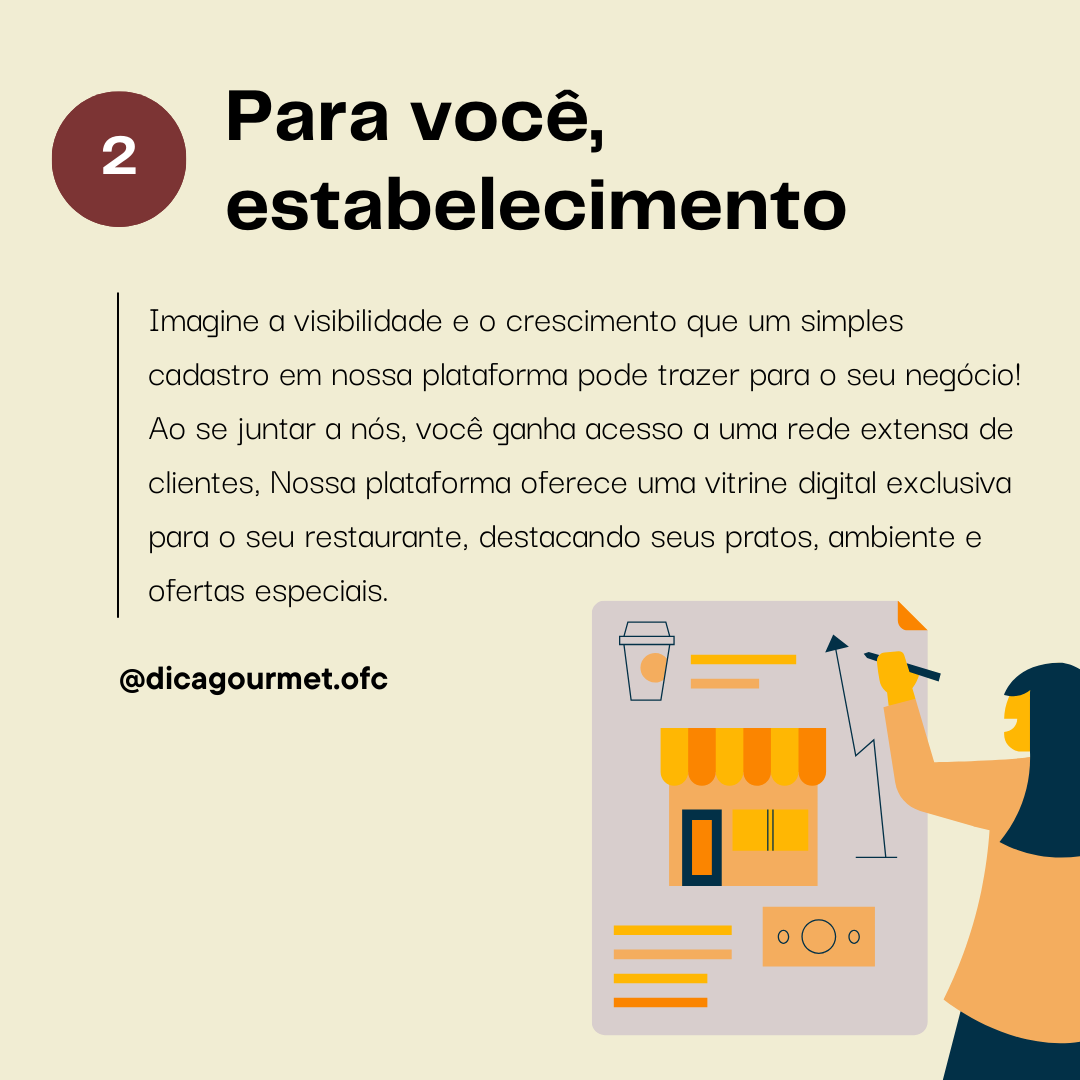 2
Para você,
estabelecimento
Imagine a visibilidade e o crescimento que um simples
cadastro em nossa plataforma pode trazer para o seu negócio!
Ao se juntar a nós, você ganha acesso a uma rede extensa de
clientes, Nossa plataforma oferece uma vitrine digital exclusiva
para o seu restaurante, destacando seus pratos, ambiente e
ofertas especiais.
@dicagourmet.ofc